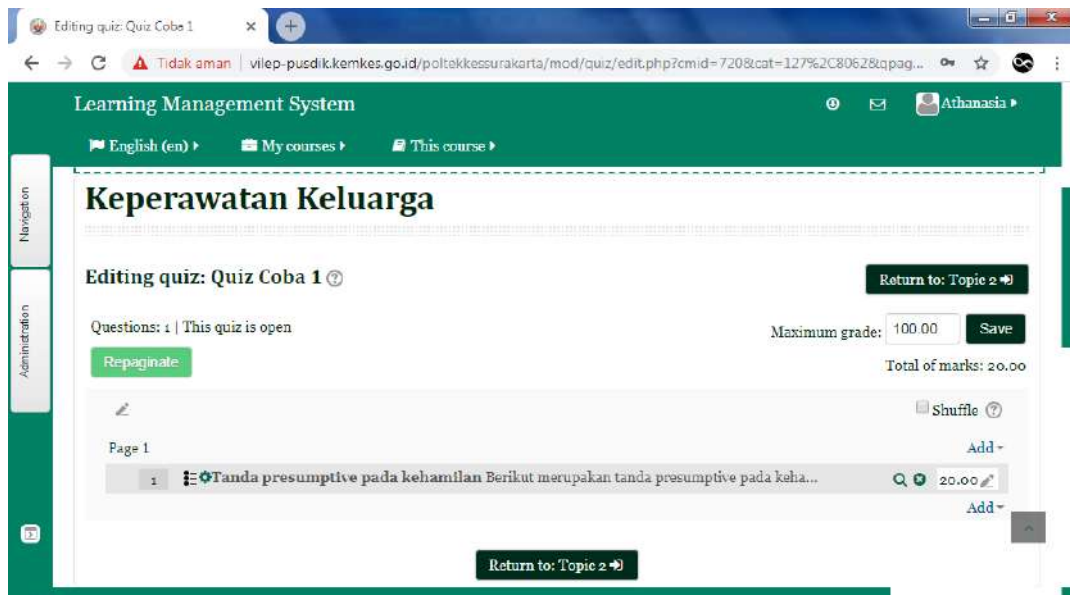 Editing quiz: Quiz Coba 1
Tidak aman | vilep-pusdik.kemkes.go.id/poltekkessurakarta/mod/quiz/edit.php?cmid=7208&cat=127%2C8062&qpag...
Learning Management System
Athanasia
English (en) My courses This course
Navigation
Keperawatan Keluarga
Editing quiz: Quiz Coba 1
Return to: Topic 2
Administration
Questions: 1 | This quiz is open
Maximum grade: 100.00 Save
Repaginate
Total of marks: 20.00
Shuffle
Page 1
Add
1 Tanda presumptive pada kehamilan Berikut merupakan tanda presumptive pada keha...
20.00
Add
Return to: Topic 2